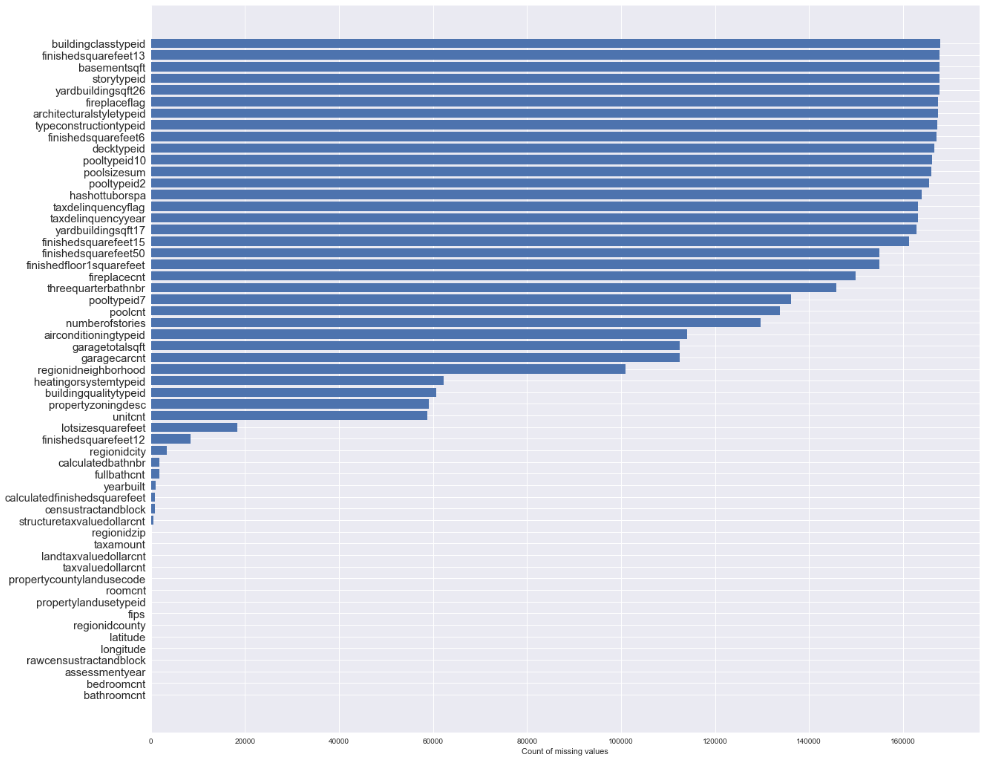 buildingclasstypeid
finishedsquarefeet13
basementsqft
storytypeid
yardbuildingsqft26
fireplaceflag
architecturalstyletypeid
typeconstructiontypeid
finishedsquarefeet6
decktypeid
pooltypeid10
poolsizesum
pooltypeid2
hashottuborspa
taxdelinquencyflag
taxdelinquencyyear
yardbuildingsqft17
finishedsquarefeet15
finishedsquarefeet50
finishedfloor1squarefeet
fireplacecnt
threequarterbathnbr
pooltypeid7
poolcnt
numberofstories
airconditioningtypeid
garagetotalsqft
garagecarcnt
regionidneighborhood
heatingorsystemtypeid
buildingqualitytypeid
propertyzoningdesc
unitcnt
lotsizesquarefeet
finishedsquarefeet12
regionidcity
calculatedbathnbr
fullbathcnt
yearbuilt
calculatedfinishedsquarefeet
censustractandblock
structuretaxvaluedollarcnt
regionidzip
taxamount
landtaxvaluedollarcnt
taxvaluedollarcnt
propertycountylandusecode
roomcnt
propertylandusetypeid
fips
regionidcounty
latitude
longitude
rawcensustractandblock
assessmentyear
bedroomcnt
bathroomcnt
0 20000 40000 60000 80000 100000 120000 140000 160000
Count of missing values